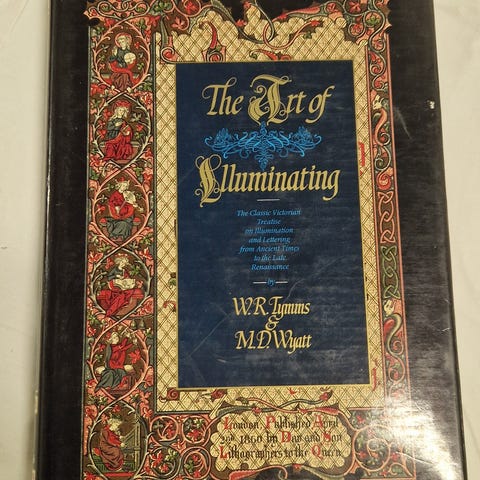 The Art of
Illuminating
The Classic Victorian
Treatise
on Illumination
and Lettering
from Ancient Times
to the Late
Renaissance
by
W.R. Tymms
&
M.D. Wyatt
London, Published April
2nd 1860 by Day and Son
Lithographers to the Queen